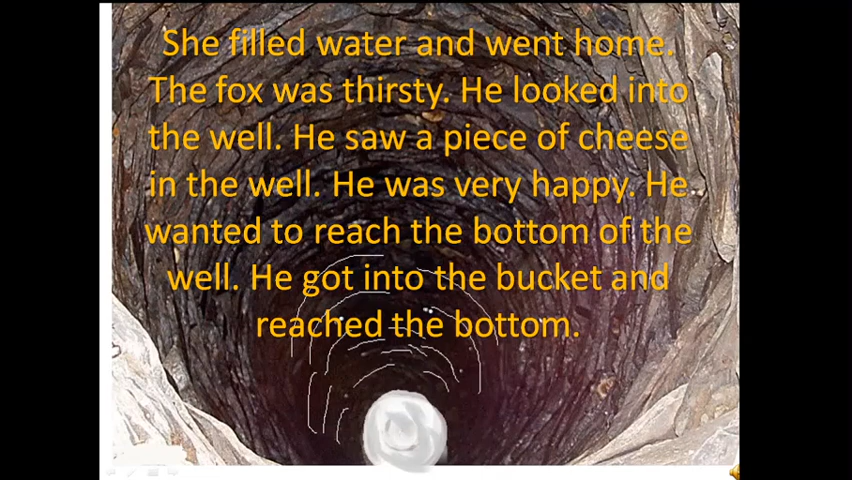 She filled water and went home.
The fox was thirsty. He looked into
the well. He saw a piece of cheese
in the well. He was very happy. He
wanted to reach the bottom of the
well. He got into the bucket and
reached the bottom.